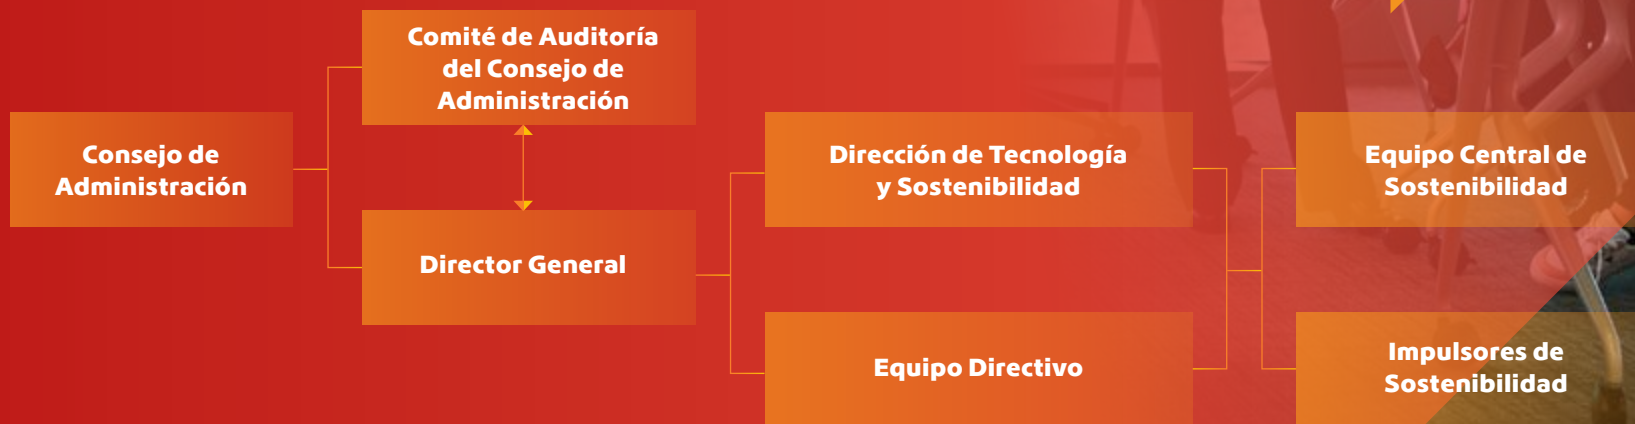 Comité de Auditoría
del Consejo de
Administración
Consejo de
Administración
Director General
Dirección de Tecnología
y Sostenibilidad
Equipo Directivo
Equipo Central de
Sostenibilidad
Impulsores de
Sostenibilidad